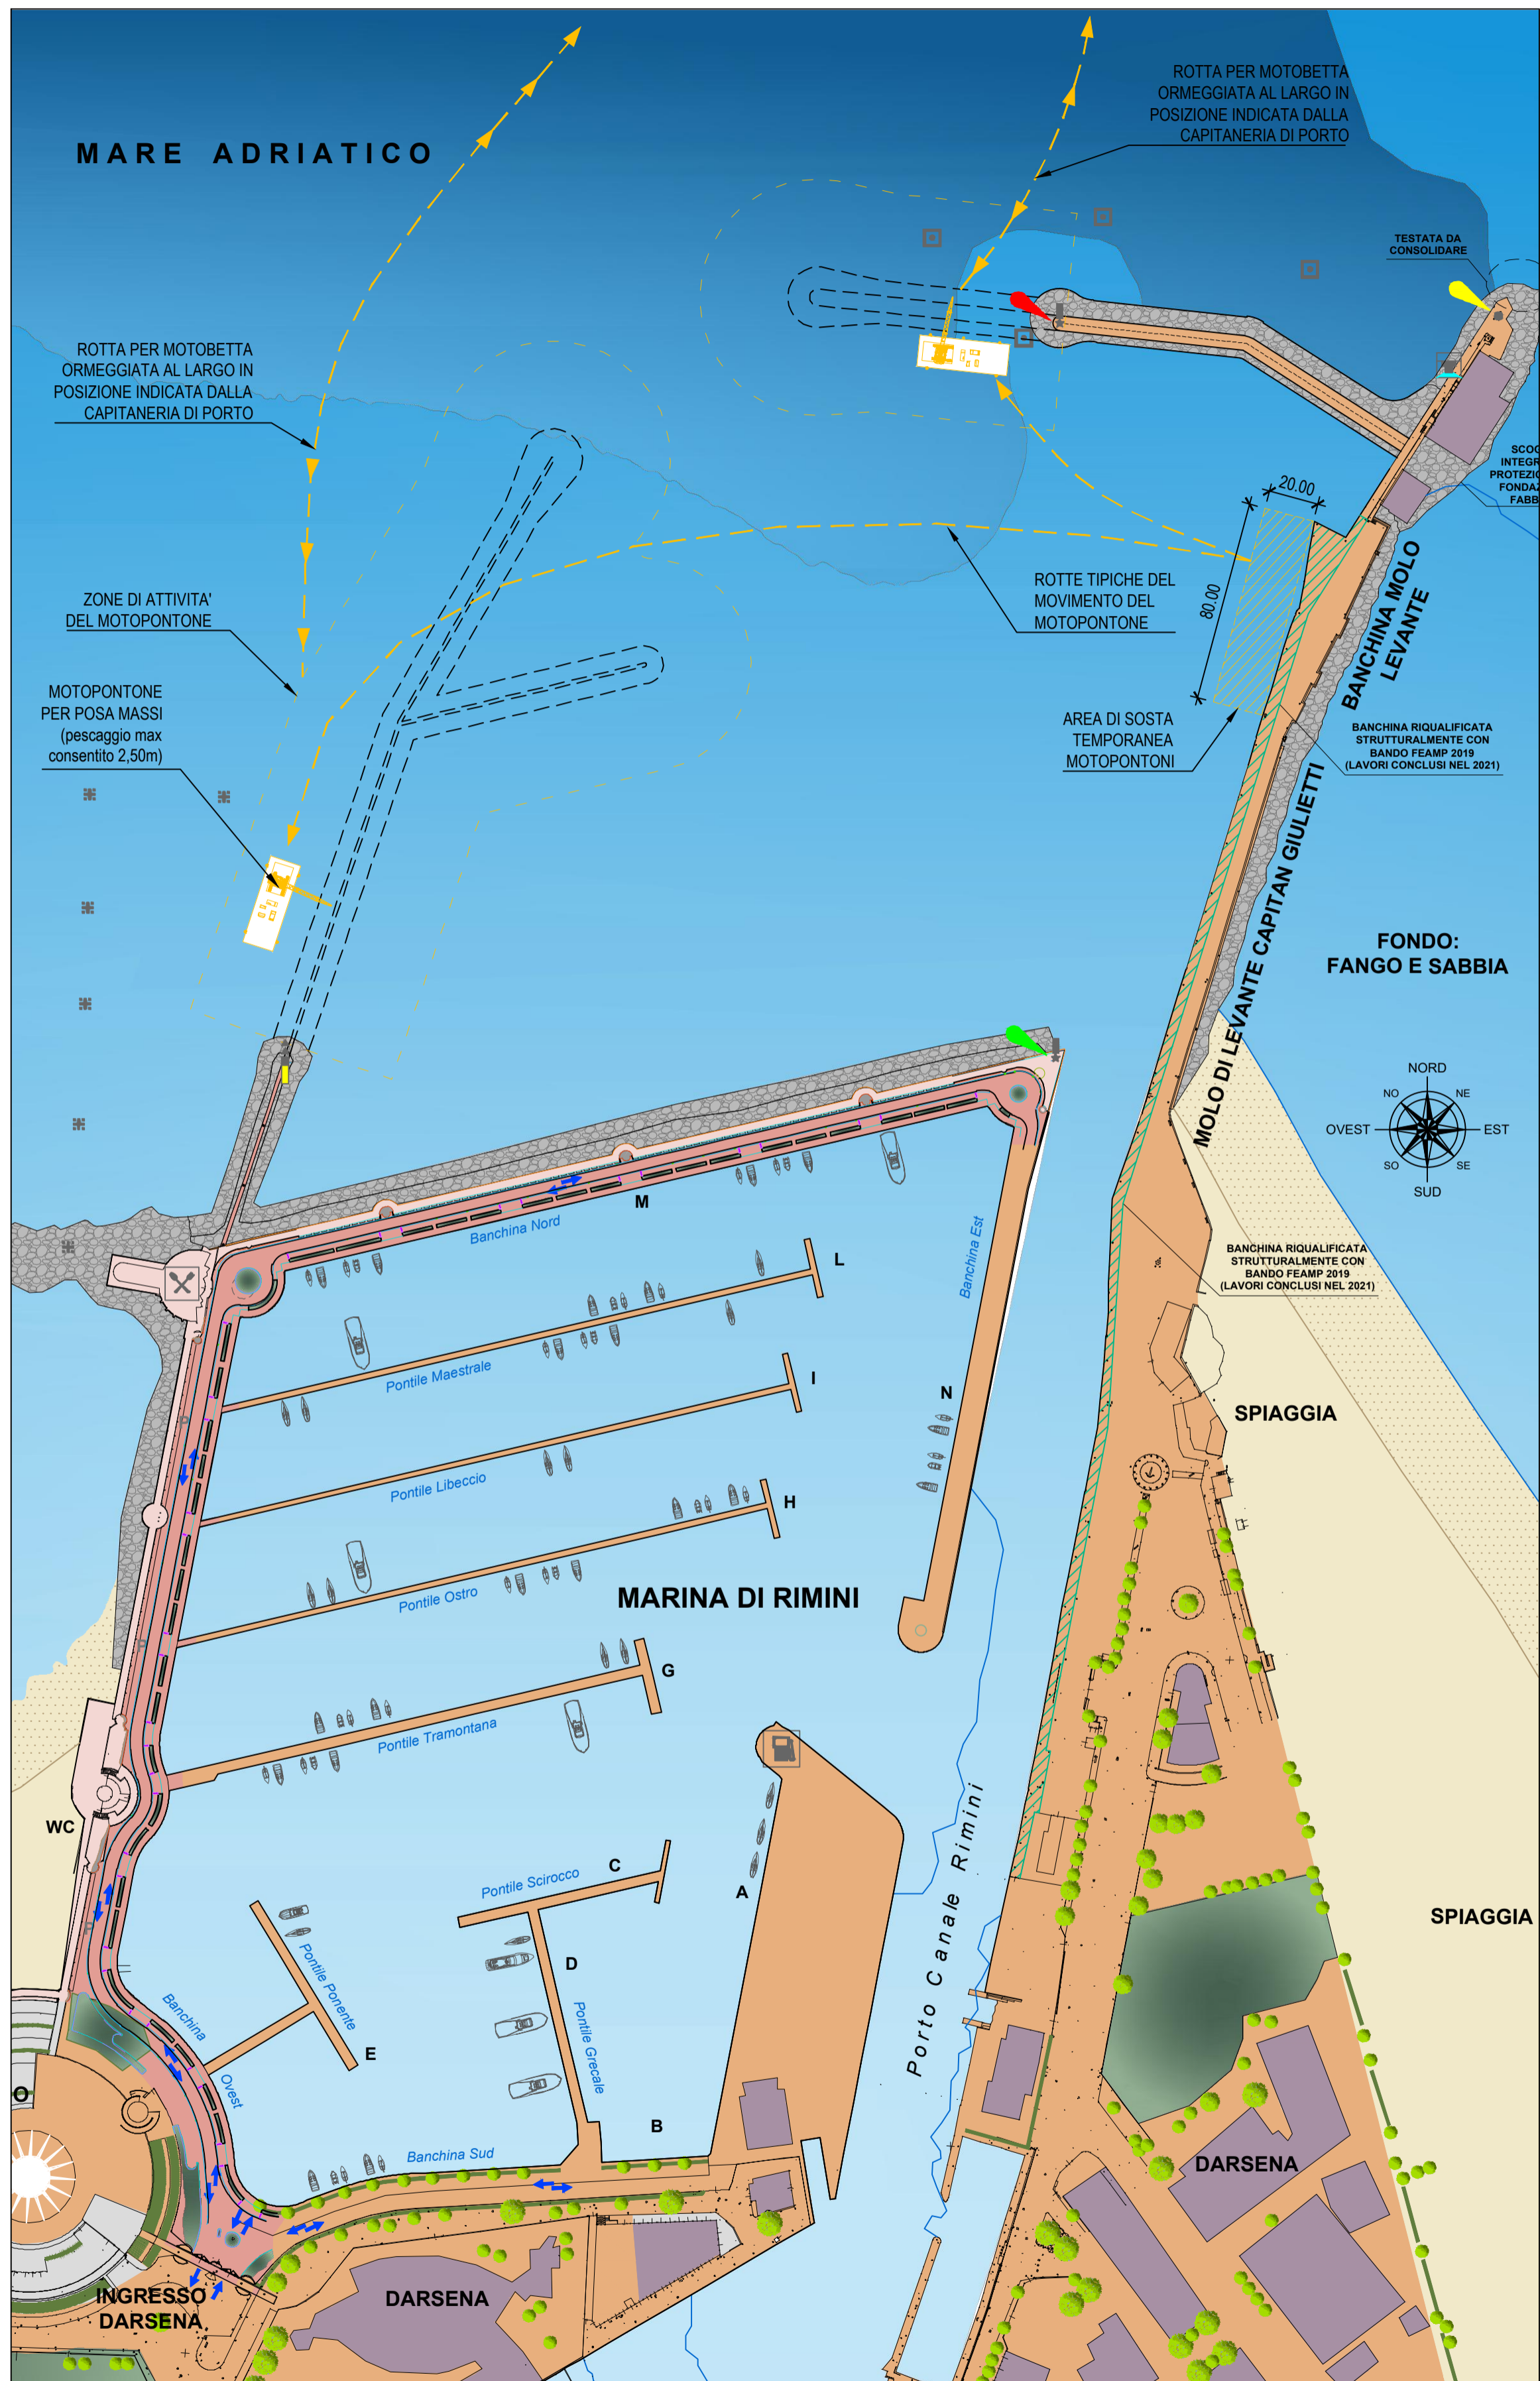 MARE ADRIATICO
ROTTA PER MOTOBETTA
ORMEGGIATA AL LARGO IN
POSIZIONE INDICATA DALLA
CAPITANERIA DI PORTO
TESTATA DA
CONSOLIDARE
ROTTA PER MOTOBETTA
ORMEGGIATA AL LARGO IN
POSIZIONE INDICATA DALLA
CAPITANERIA DI PORTO
20.00
80.00
BANCHINA MOLO
LEVANTE
ROTTE TIPICHE DEL
MOVIMENTO DEL
MOTOPONTONE
ZONE DI ATTIVITA'
DEL MOTOPONTONE
MOTOPONTONE
PER POSA MASSI
(pescaggio max
consentito 2,50m)
AREA DI SOSTA
TEMPORANEA
MOTOPONTONI
BANCHINA RIQUALIFICATA
STRUTTURALMENTE CON
BANDO FEAMP 2019
(LAVORI CONCLUSI NEL 2021)
MOLO DI LEVANTE CAPITAN GIULIETTI
FONDO:
FANGO E SABBIA
NORD
NO
NE
OVEST
EST
SO
SE
SUD
M
Banchina Nord
L
Banchina Est
BANCHINA RIQUALIFICATA
STRUTTURALMENTE CON
BANDO FEAMP 2019
(LAVORI CONCLUSI NEL 2021)
Pontile Maestrale
I
N
SPIAGGIA
Pontile Libeccio
H
Pontile Ostro
MARINA DI RIMINI
G
Pontile Tramontana
WC
C
Pontile Scirocco
A
Porto Canale Rimini
SPIAGGIA
D
Pontile Ponente
Banchina
Ovest
E
Pontile Grecale
B
Banchina Sud
DARSENA
INGRESSO
DARSENA
DARSENA